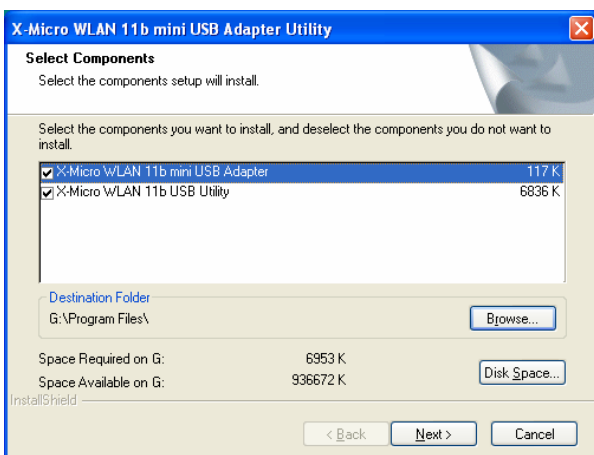 X-Micro WLAN 11b mini USB Adapter Utility
Select Components
Select the components setup will install.
Select the components you want to install, and deselect the components you do not want to
install.
X-Micro WLAN 11b mini USB Adapter 117 K
X-Micro WLAN 11b USB Utility 6836 K
Destination Folder
G:\Program Files\
Browse...
Space Required on G: 6953 K
Space Available on G: 936672 K
Disk Space...
InstallShield
< Back Next > Cancel